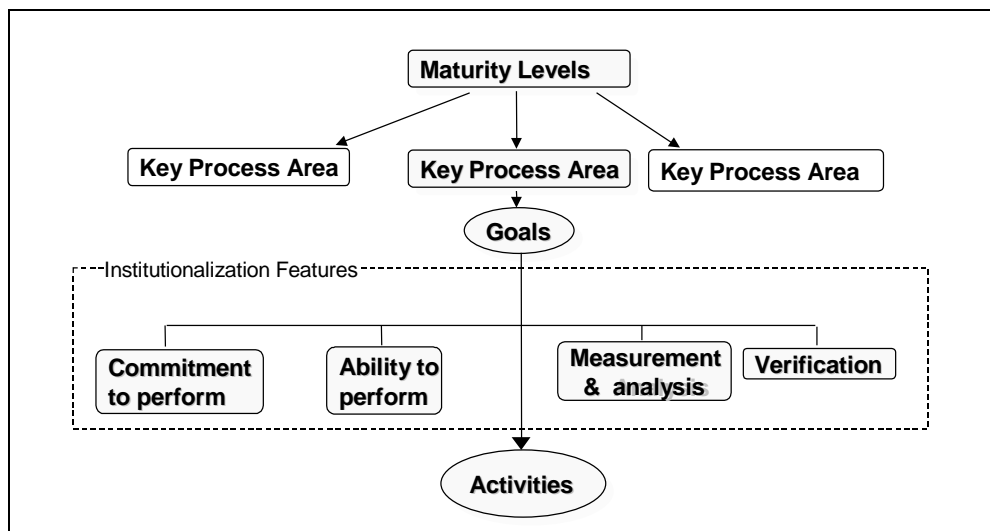 Maturity Levels
Key Process Area
Key Process Area
Key Process Area
Goals
Institutionalization Features
Commitment
to perform
Ability to
perform
Measurement
& analysis
Verification
Activities